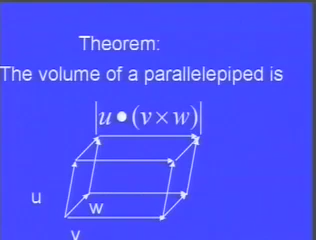 Theorem:
The volume of a parallelepiped is
|u•(v×w)|
u
w
v